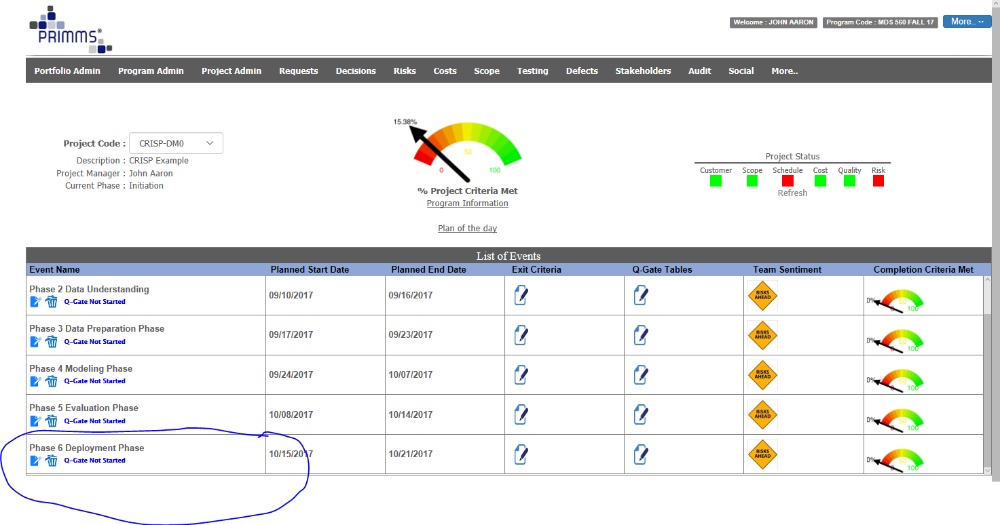 PRIMMS®
Welcome : JOHN AARON
Program Code : MDS 560 FALL 17
More..
Portfolio Admin Program Admin Project Admin Requests Decisions Risks Costs Scope Testing Defects Stakeholders Audit Social More..
Project Code : CRISP-DM0
Description : CRISP Example
Project Manager : John Aaron
Current Phase : Initiation
15.38%
50
0 100
% Project Criteria Met
Program Information
Plan of the day
Project Status
Customer Scope Schedule Cost Quality Risk
Refresh
List of Events
Event Name Planned Start Date Planned End Date Exit Criteria Q-Gate Tables Team Sentiment Completion Criteria Met
Phase 2 Data Understanding
Q-Gate Not Started
09/10/2017 09/16/2017
RISKS
AHEAD
0% 50
0 100
Phase 3 Data Preparation Phase
Q-Gate Not Started
09/17/2017 09/23/2017
RISKS
AHEAD
0% 50
0 100
Phase 4 Modeling Phase
Q-Gate Not Started
09/24/2017 10/07/2017
RISKS
AHEAD
0% 50
0 100
Phase 5 Evaluation Phase
Q-Gate Not Started
10/08/2017 10/14/2017
RISKS
AHEAD
0% 50
0 100
Phase 6 Deployment Phase
Q-Gate Not Started
10/15/2017 10/21/2017
RISKS
AHEAD
0% 50
0 100